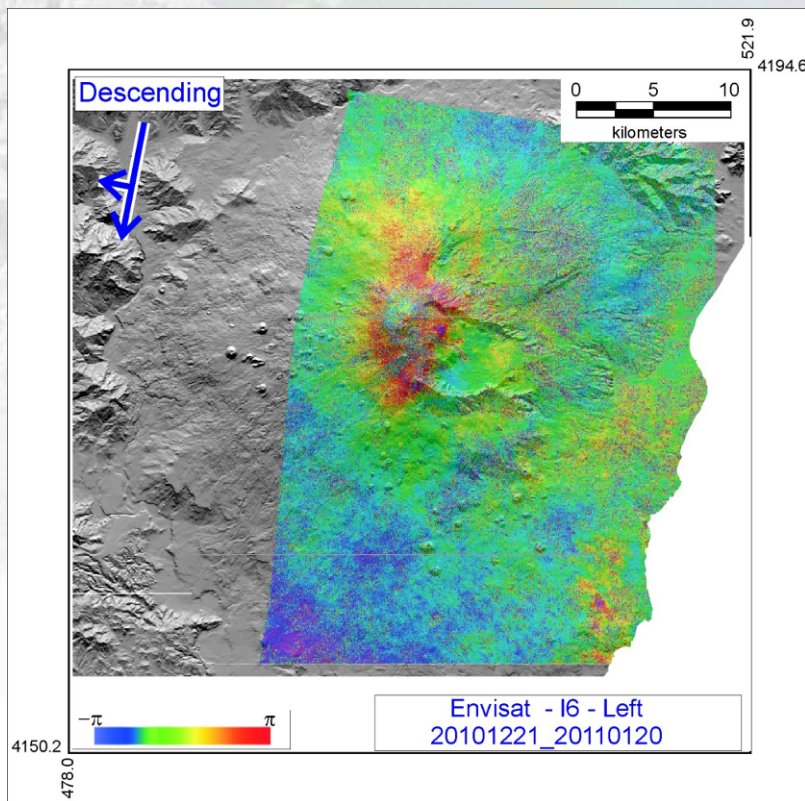 521.9
4194.6
Descending
0 5 10
kilometers
−π π
Envisat - I6 - Left
20101221_20110120
4150.2
478.0